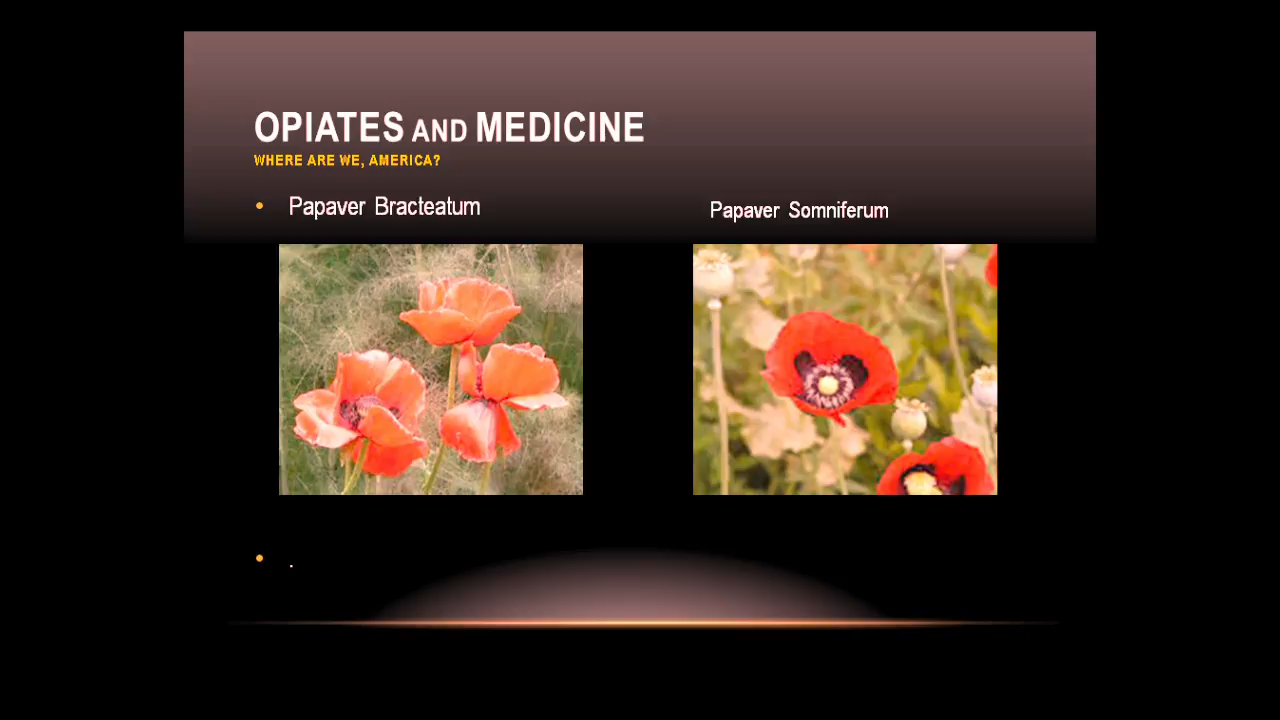 OPIATES AND MEDICINE
WHERE ARE WE, AMERICA?
• Papaver Bracteatum
Papaver Somniferum
• .